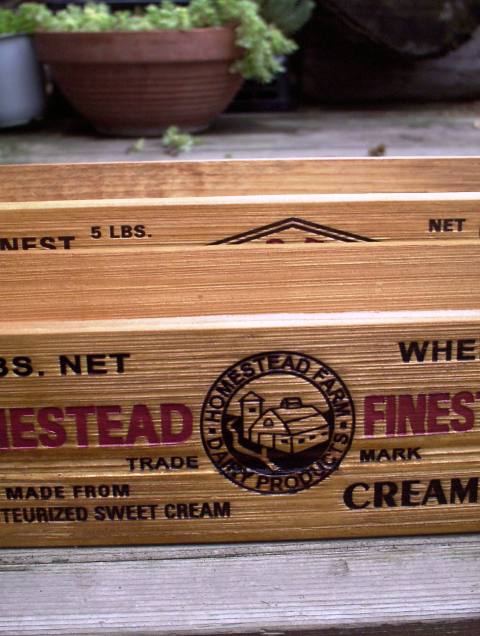 NEST 5 LBS. NET
BS. NET WHE
HOMESTEAD FARM
DAIRY PRODUCTS
ESTEAD FINEST
TRADE MARK
MADE FROM
TEURIZED SWEET CREAM CREAM